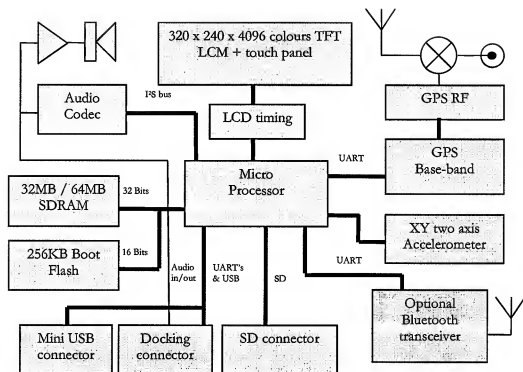 320 x 240 x 4096 colours TFT
LCM + touch panel
GPS RF
Audio
Codec
I²S bus
LCD timing
GPS
Base-band
UART
Micro
Processor
32MB / 64MB
SDRAM
32 Bits
XY two axis
Accelerometer
256KB Boot
Flash
16 Bits
Audio
in/out
UART's
& USB
SD
UART
Optional
Bluetooth
transceiver
Mini USB
connector
Docking
connector
SD connector